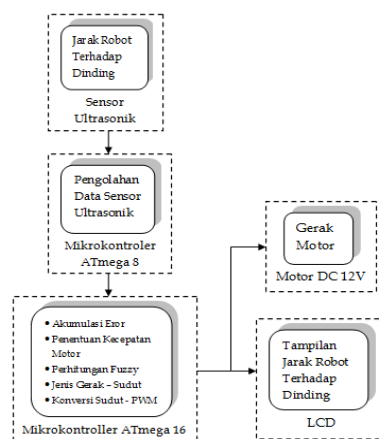 Jarak Robot
Terhadap
Dinding
Sensor
Ultrasonik
Pengolahan
Data Sensor
Ultrasonik
Mikrokontroler
ATmega 8
• Akumulasi Eror
• Penentuan Kecepatan
Motor
• Perhitungan Fuzzy
• Jenis Gerak – Sudut
• Konversi Sudut - PWM
Mikrokontroller ATmega 16
Gerak
Motor
Motor DC 12V
Tampilan
Jarak Robot
Terhadap
Dinding
LCD